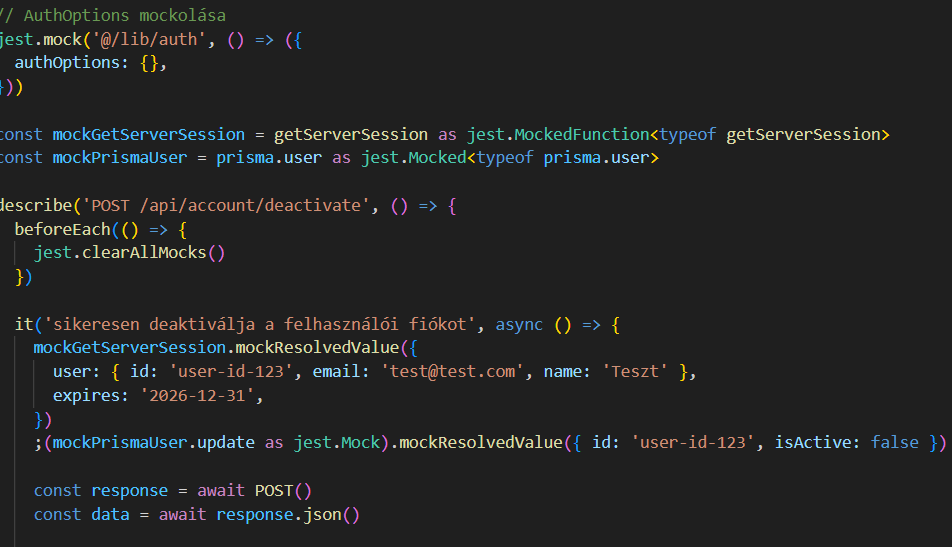 // AuthOptions mockolása
jest.mock('@/lib/auth', () => ({
  authOptions: {},
}))

const mockGetServerSession = getServerSession as jest.MockedFunction<typeof getServerSession>
const mockPrismaUser = prisma.user as jest.Mocked<typeof prisma.user>

describe('POST /api/account/deactivate', () => {
  beforeEach(() => {
    jest.clearAllMocks()
  })

  it('sikeresen deaktiválja a felhasználói fiókot', async () => {
    mockGetServerSession.mockResolvedValue({
      user: { id: 'user-id-123', email: 'test@test.com', name: 'Teszt' },
      expires: '2026-12-31',
    })
    ;(mockPrismaUser.update as jest.Mock).mockResolvedValue({ id: 'user-id-123', isActive: false })

    const response = await POST()
    const data = await response.json()